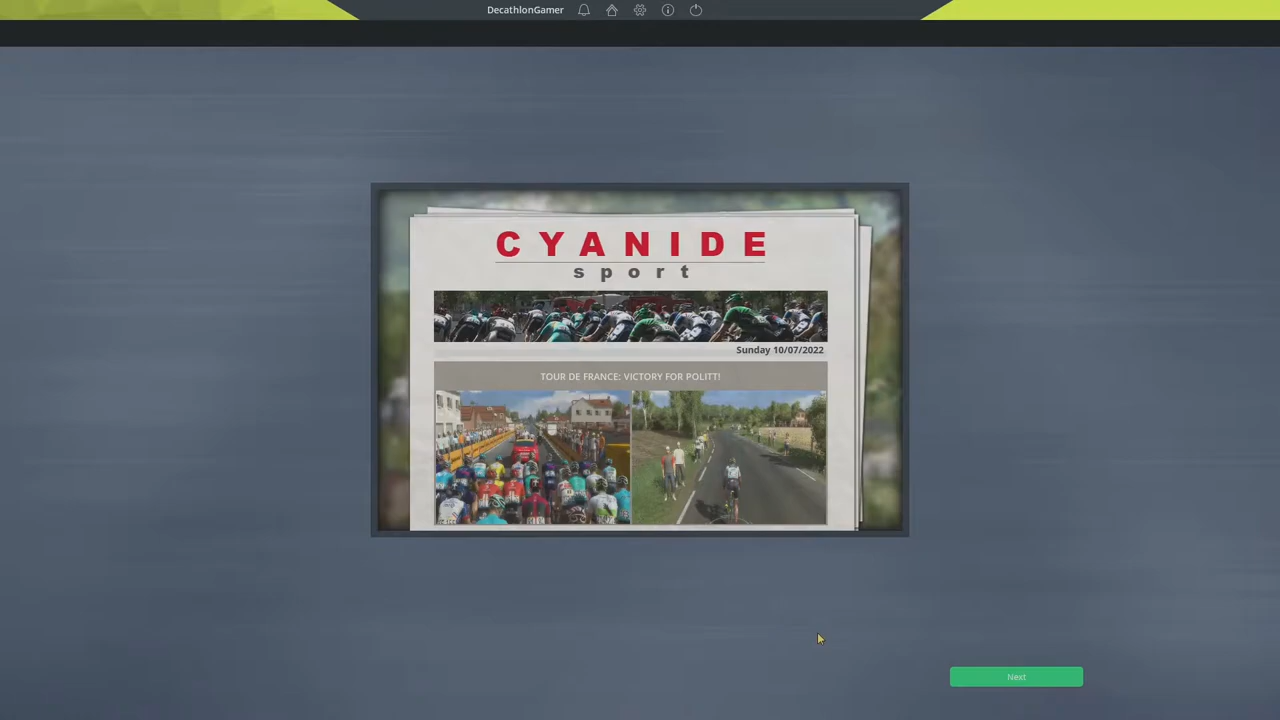 DecathlonGamer
CYANIDE
sport
Sunday 10/07/2022
TOUR DE FRANCE: VICTORY FOR POLITT!
Next